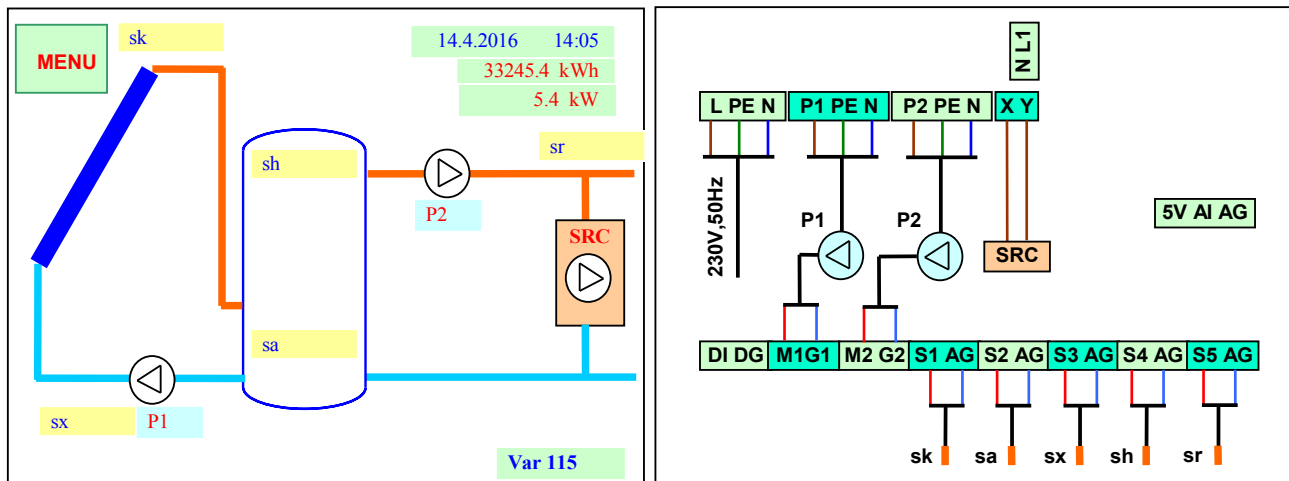 sk
MENU
14.4.2016 14:05
33245.4 kWh
5.4 kW
sr
sh
P2
SRC
sa
sx
P1
Var 115
N L1
L PE N P1 PE N P2 PE N X Y
230V,50Hz
P1
P2
SRC
5V AI AG
DI DG M1G1 M2 G2 S1 AG S2 AG S3 AG S4 AG S5 AG
sk sa sx sh sr